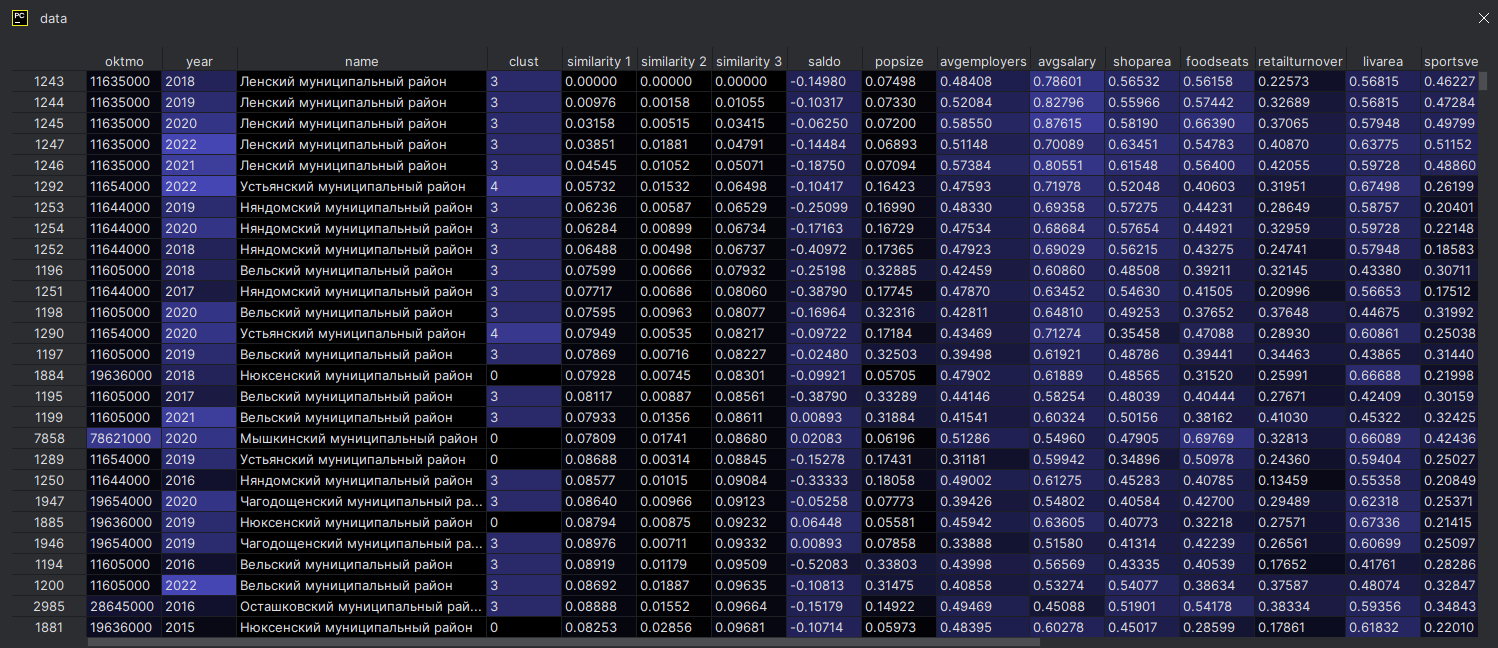 PC data
oktmo year name clust similarity 1 similarity 2 similarity 3 saldo popsize avgemployers avgsalary shoparea foodseats retailturnover livarea sportsve
1243 11635000 2018 Ленский муниципальный район 3 0.00000 0.00000 0.00000 -0.14980 0.07498 0.48408 0.78601 0.56532 0.56158 0.22573 0.56815 0.46227
1244 11635000 2019 Ленский муниципальный район 3 0.00976 0.00158 0.01055 -0.10317 0.07330 0.52084 0.82796 0.55966 0.57442 0.32689 0.56815 0.47284
1245 11635000 2020 Ленский муниципальный район 3 0.03158 0.00515 0.03415 -0.06250 0.07200 0.58550 0.87615 0.58190 0.66390 0.37065 0.57948 0.49799
1247 11635000 2022 Ленский муниципальный район 3 0.03851 0.01881 0.04791 -0.14484 0.06893 0.51148 0.70089 0.63451 0.54783 0.40870 0.63775 0.51152
1246 11635000 2021 Ленский муниципальный район 3 0.04545 0.01052 0.05071 -0.18750 0.07094 0.57384 0.80551 0.61548 0.56400 0.42055 0.59728 0.48860
1292 11654000 2022 Устьянский муниципальный район 4 0.05732 0.01532 0.06498 -0.10417 0.16423 0.47593 0.71978 0.52048 0.40603 0.31951 0.67498 0.26199
1253 11644000 2019 Няндомский муниципальный район 3 0.06236 0.00587 0.06529 -0.25099 0.16990 0.48330 0.69358 0.57275 0.44231 0.28649 0.58757 0.20401
1254 11644000 2020 Няндомский муниципальный район 3 0.06284 0.00899 0.06734 -0.17163 0.16729 0.47534 0.68684 0.57654 0.44921 0.32959 0.59728 0.22148
1252 11644000 2018 Няндомский муниципальный район 3 0.06488 0.00498 0.06737 -0.40972 0.17365 0.47923 0.69029 0.56215 0.43275 0.24741 0.57948 0.18583
1196 11605000 2018 Вельский муниципальный район 3 0.07599 0.00666 0.07932 -0.25198 0.32885 0.42459 0.60860 0.48508 0.39211 0.32145 0.43380 0.30711
1251 11644000 2017 Няндомский муниципальный район 3 0.07717 0.00686 0.08060 -0.38790 0.17745 0.47870 0.63452 0.54630 0.41505 0.20996 0.56653 0.17512
1198 11605000 2020 Вельский муниципальный район 3 0.07595 0.00963 0.08077 -0.16964 0.32316 0.42811 0.64810 0.49253 0.37652 0.37648 0.44675 0.31992
1290 11654000 2020 Устьянский муниципальный район 4 0.07949 0.00535 0.08217 -0.09722 0.17184 0.43469 0.71274 0.35458 0.47088 0.28930 0.60861 0.25038
1197 11605000 2019 Вельский муниципальный район 3 0.07869 0.00716 0.08227 -0.02480 0.32503 0.39498 0.61921 0.48786 0.39441 0.34463 0.43865 0.31440
1884 19636000 2018 Нюксенский муниципальный район 0 0.07928 0.00745 0.08301 -0.09921 0.05705 0.47902 0.61889 0.48565 0.31520 0.25991 0.66688 0.21998
1195 11605000 2017 Вельский муниципальный район 3 0.08117 0.00887 0.08561 -0.38790 0.33289 0.44146 0.58254 0.48039 0.40444 0.27671 0.42409 0.30159
1199 11605000 2021 Вельский муниципальный район 3 0.07933 0.01356 0.08611 0.00893 0.31884 0.41541 0.60324 0.50156 0.38162 0.41030 0.45322 0.32425
7858 78621000 2020 Мышкинский муниципальный район 0 0.07809 0.01741 0.08680 0.02083 0.06196 0.51286 0.54960 0.47905 0.69769 0.32813 0.66089 0.42436
1289 11654000 2019 Устьянский муниципальный район 0 0.08688 0.00314 0.08845 -0.15278 0.17431 0.31181 0.59942 0.34896 0.50978 0.24360 0.59404 0.25027
1250 11644000 2016 Няндомский муниципальный район 3 0.08577 0.01015 0.09084 -0.33333 0.18058 0.49002 0.61275 0.45283 0.40785 0.13459 0.55358 0.20849
1947 19654000 2020 Чагодощенский муниципальный ра... 3 0.08640 0.00966 0.09123 -0.05258 0.07773 0.39426 0.54802 0.40584 0.42700 0.29489 0.62318 0.25371
1885 19636000 2019 Нюксенский муниципальный район 0 0.08794 0.00875 0.09232 0.06448 0.05581 0.45942 0.63605 0.40773 0.32218 0.27571 0.67336 0.21415
1946 19654000 2019 Чагодощенский муниципальный ра... 3 0.08976 0.00711 0.09332 0.00893 0.07858 0.33888 0.51580 0.41314 0.42239 0.26561 0.60699 0.25097
1194 11605000 2016 Вельский муниципальный район 3 0.08919 0.01179 0.09509 -0.52083 0.33803 0.43998 0.56569 0.43335 0.40539 0.17652 0.41761 0.28286
1200 11605000 2022 Вельский муниципальный район 3 0.08692 0.01887 0.09635 -0.10813 0.31475 0.40858 0.53274 0.54077 0.38634 0.37587 0.48074 0.32847
2985 28645000 2016 Осташковский муниципальный рай... 3 0.08888 0.01552 0.09664 -0.15179 0.14922 0.49469 0.45088 0.51901 0.54178 0.38334 0.59356 0.34843
1881 19636000 2015 Нюксенский муниципальный район 0 0.08253 0.02856 0.09681 -0.10714 0.05973 0.48395 0.60278 0.45017 0.28599 0.17861 0.61832 0.22010